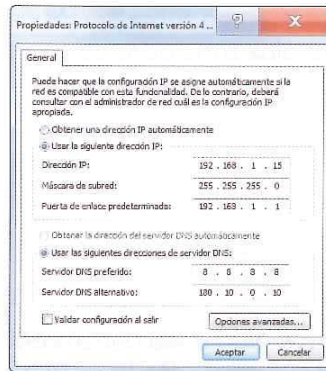 Propiedades: Protocolo de Internet versión 4 ...
General
Puede hacer que la configuración IP se asigne automáticamente si la
red es compatible con esta funcionalidad. De lo contrario, deberá
consultar con el administrador de red cuál es la configuración IP
apropiada.
Obtener una dirección IP automáticamente
Usar la siguiente dirección IP:
Dirección IP: 192 . 168 . 1 . 15
Máscara de subred: 255 . 255 . 255 . 0
Puerta de enlace predeterminada: 192 . 168 . 1 . 1
Obtener la dirección del servidor DNS automáticamente
Usar las siguientes direcciones de servidor DNS:
Servidor DNS preferido: 8 . 8 . 8 . 8
Servidor DNS alternativo: 180 . 10 . 0 . 10
Validar configuración al salir
Opciones avanzadas...
Aceptar Cancelar